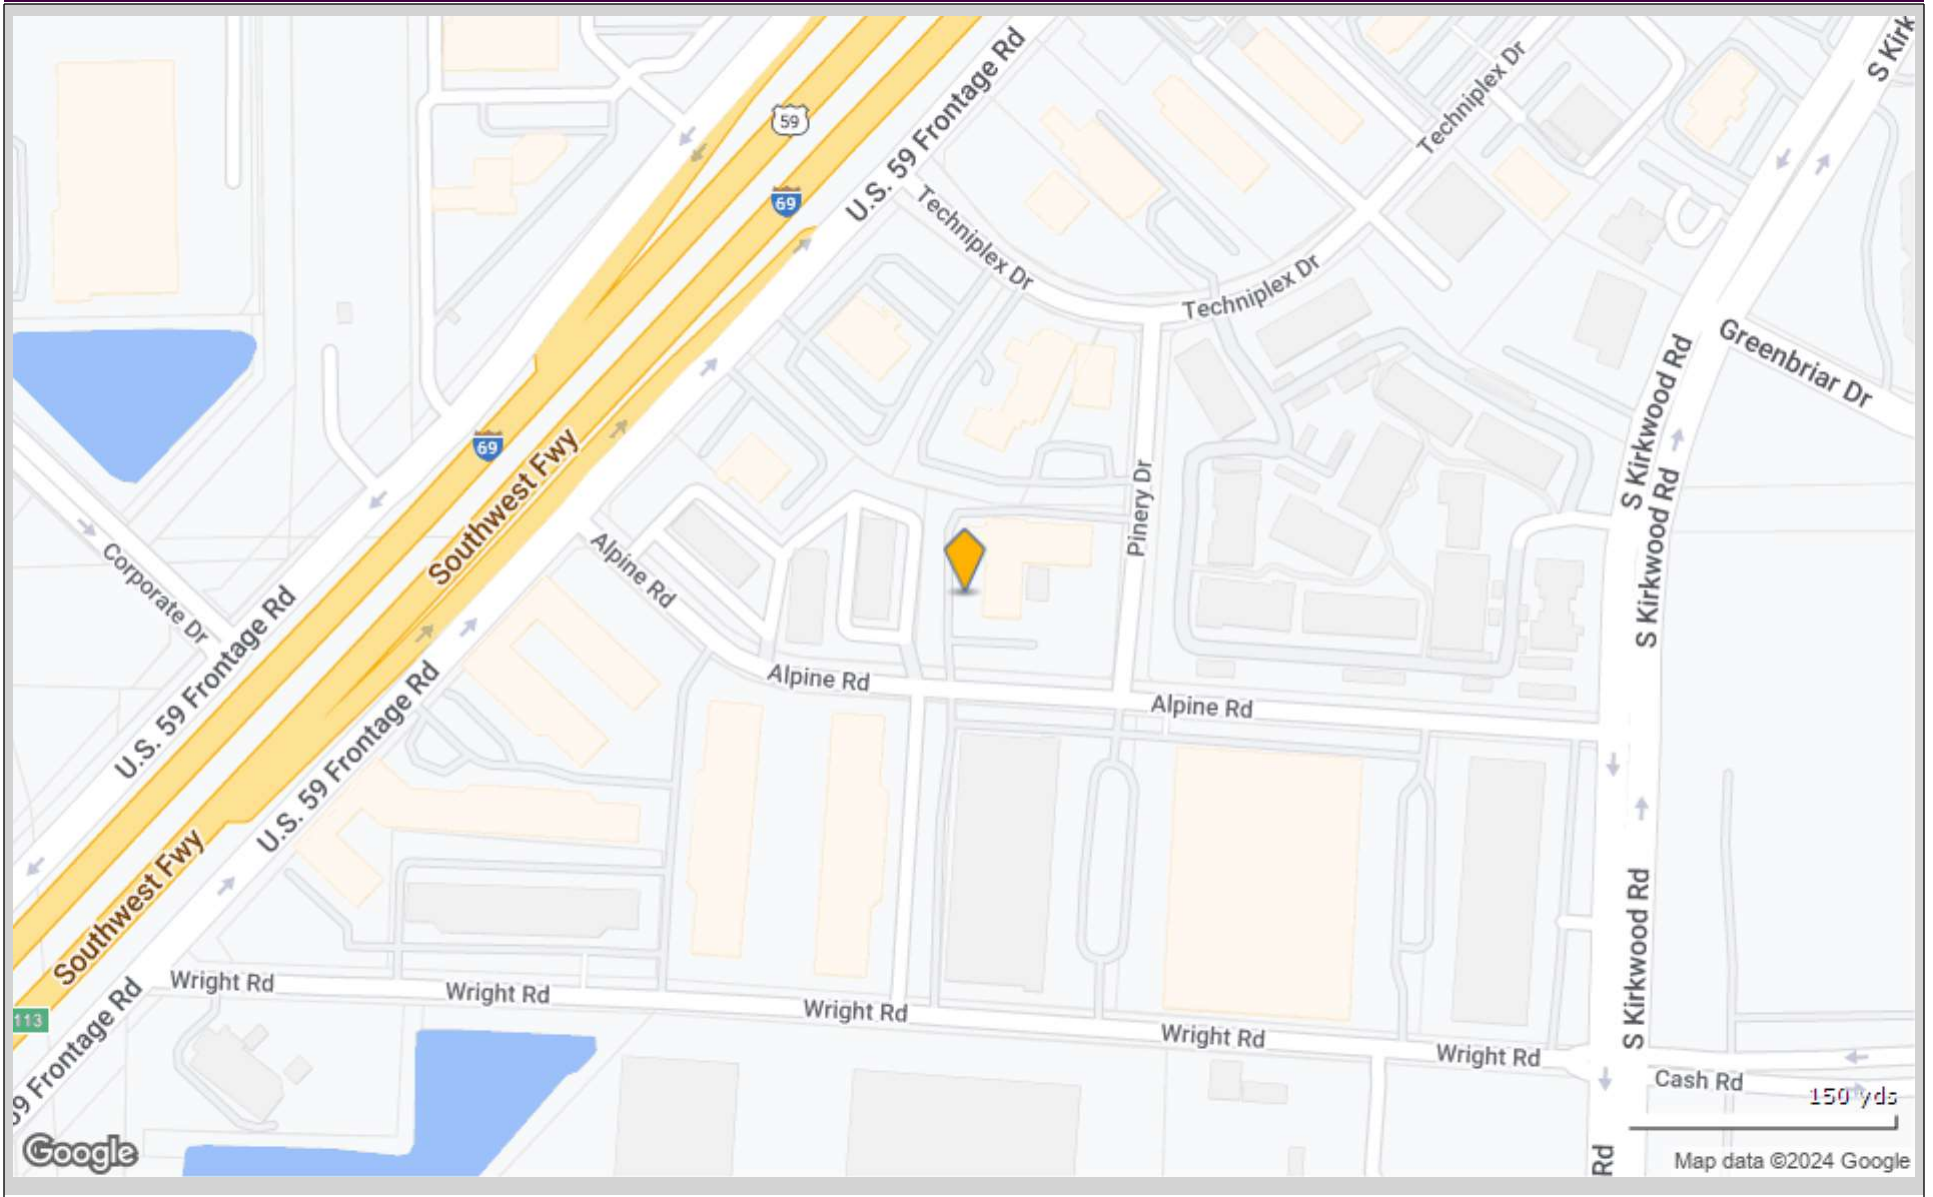 S Kirk
59
U.S. 59 Frontage Rd
Techniplex Dr
69
Techniplex Dr
Techniplex Dr
Greenbriar Dr
S Kirkwood Rd
69
Southwest Fwy
S Kirkwood Rd
Pinery Dr
Corporate Dr
Alpine Rd
U.S. 59 Frontage Rd
Alpine Rd
Alpine Rd
U.S. 59 Frontage Rd
Southwest Fwy
S Kirkwood Rd
Wright Rd
Wright Rd
Wright Rd
Wright Rd
Wright Rd
113
59 Frontage Rd
Cash Rd
150 yds
Rd
Google
Map data ©2024 Google